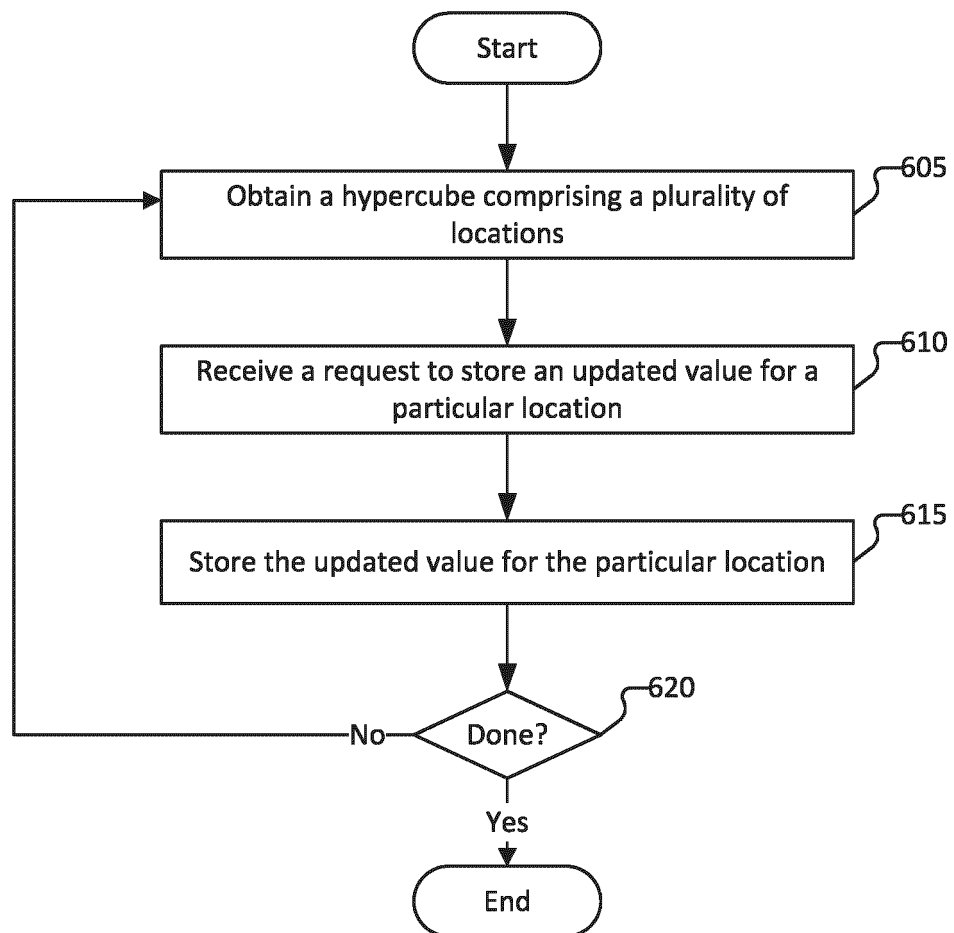 Start
605
Obtain a hypercube comprising a plurality of
locations
610
Receive a request to store an updated value for a
particular location
615
Store the updated value for the particular location
620
No
Done?
Yes
End